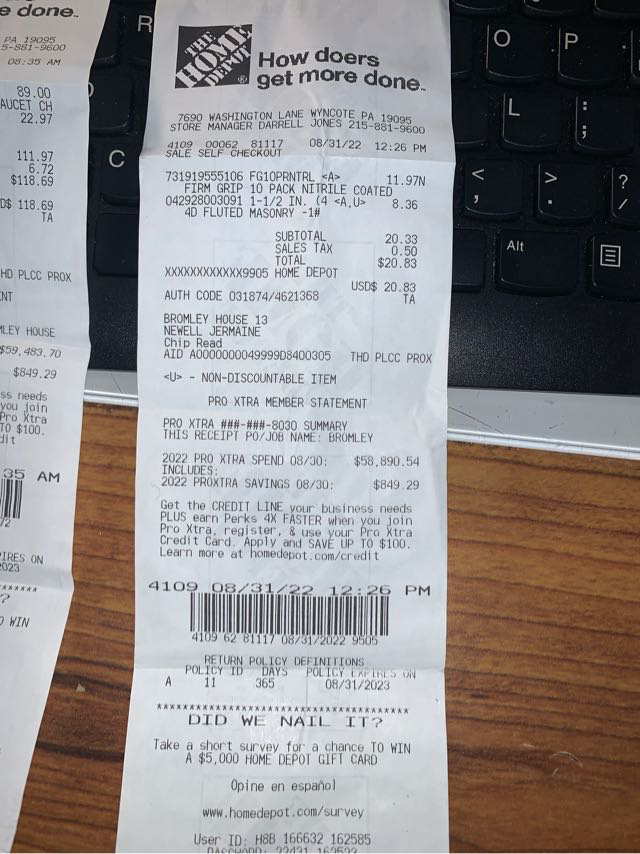 e done.
PA 19095
5-881-9600
08:35 AM
89.00
AUCET CH
22.97
111.97
6.72
$118.69
D$ 118.69
TA
HD PLCC PROX
NT
MLEY HOUSE
$59,483.70
$849.29
ss needs
you join
Pro Xtra
TO $100.
dit
35 AM
72
IRES ON
2023
*******
?
O WIN
THE
HOME
DEPOT
How doers
get more done.
7690 WASHINGTON LANE WYNCOTE PA 19095
STORE MANAGER DARRELL JONES 215-881-9600
4109 00062 81117 08/31/22 12:26 PM
SALE SELF CHECKOUT
731919555106 FG10PRNTRL <A> 11.97N
FIRM GRIP 10 PACK NITRILE COATED
042928003091 1-1/2 IN. (4 <A,U> 8.36
4D FLUTED MASONRY -1#
SUBTOTAL 20.33
SALES TAX 0.50
TOTAL $20.83
XXXXXXXXXXXX9905 HOME DEPOT
USD$ 20.83
AUTH CODE 031874/4621368 TA
BROMLEY HOUSE 13
NEWELL JERMAINE
Chip Read
AID A0000000049999D8400305 THD PLCC PROX
<U> - NON-DISCOUNTABLE ITEM
PRO XTRA MEMBER STATEMENT
PRO XTRA ###-###-8030 SUMMARY
THIS RECEIPT PO/JOB NAME: BROMLEY
2022 PRO XTRA SPEND 08/30: $58,890.54
INCLUDES:
2022 PROXTRA SAVINGS 08/30: $849.29
Get the CREDIT LINE your business needs
PLUS earn Perks 4X FASTER when you join
Pro Xtra, register, & use your Pro Xtra
Credit Card. Apply and SAVE UP TO $100.
Learn more at homedepot.com/credit
4109 08/31/22 12:26 PM
4109 62 81117 08/31/2022 9505
RETURN POLICY DEFINITIONS
POLICY ID DAYS POLICY EXPIRES ON
A 11 365 08/31/2023
****************************************
DID WE NAIL IT?
Take a short survey for a chance TO WIN
A $5,000 HOME DEPOT GIFT CARD
Opine en español
www.homedepot.com/survey
User ID: H8B 166632 162585
R
C
O
P
L
:
;
<
,
>
.
?
/
Alt